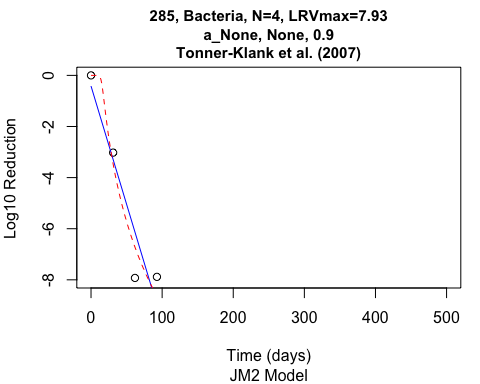 285, Bacteria, N=4, LRVmax=7.93
a_None, None, 0.9
Tonner-Klank et al. (2007)
Log10 Reduction
0
-2
-4
-6
-8
0 100 200 300 400 500
Time (days)
JM2 Model